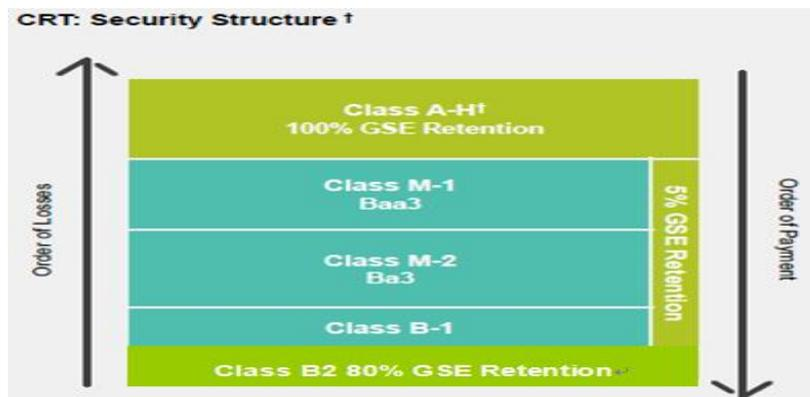 CRT: Security Structure †
Order of Losses
Class A-H†
100% GSE Retention
Class M-1
Baa3
Class M-2
Ba3
Class B-1
5% GSE Retention
Class B2 80% GSE Retention↵
Order of Payment